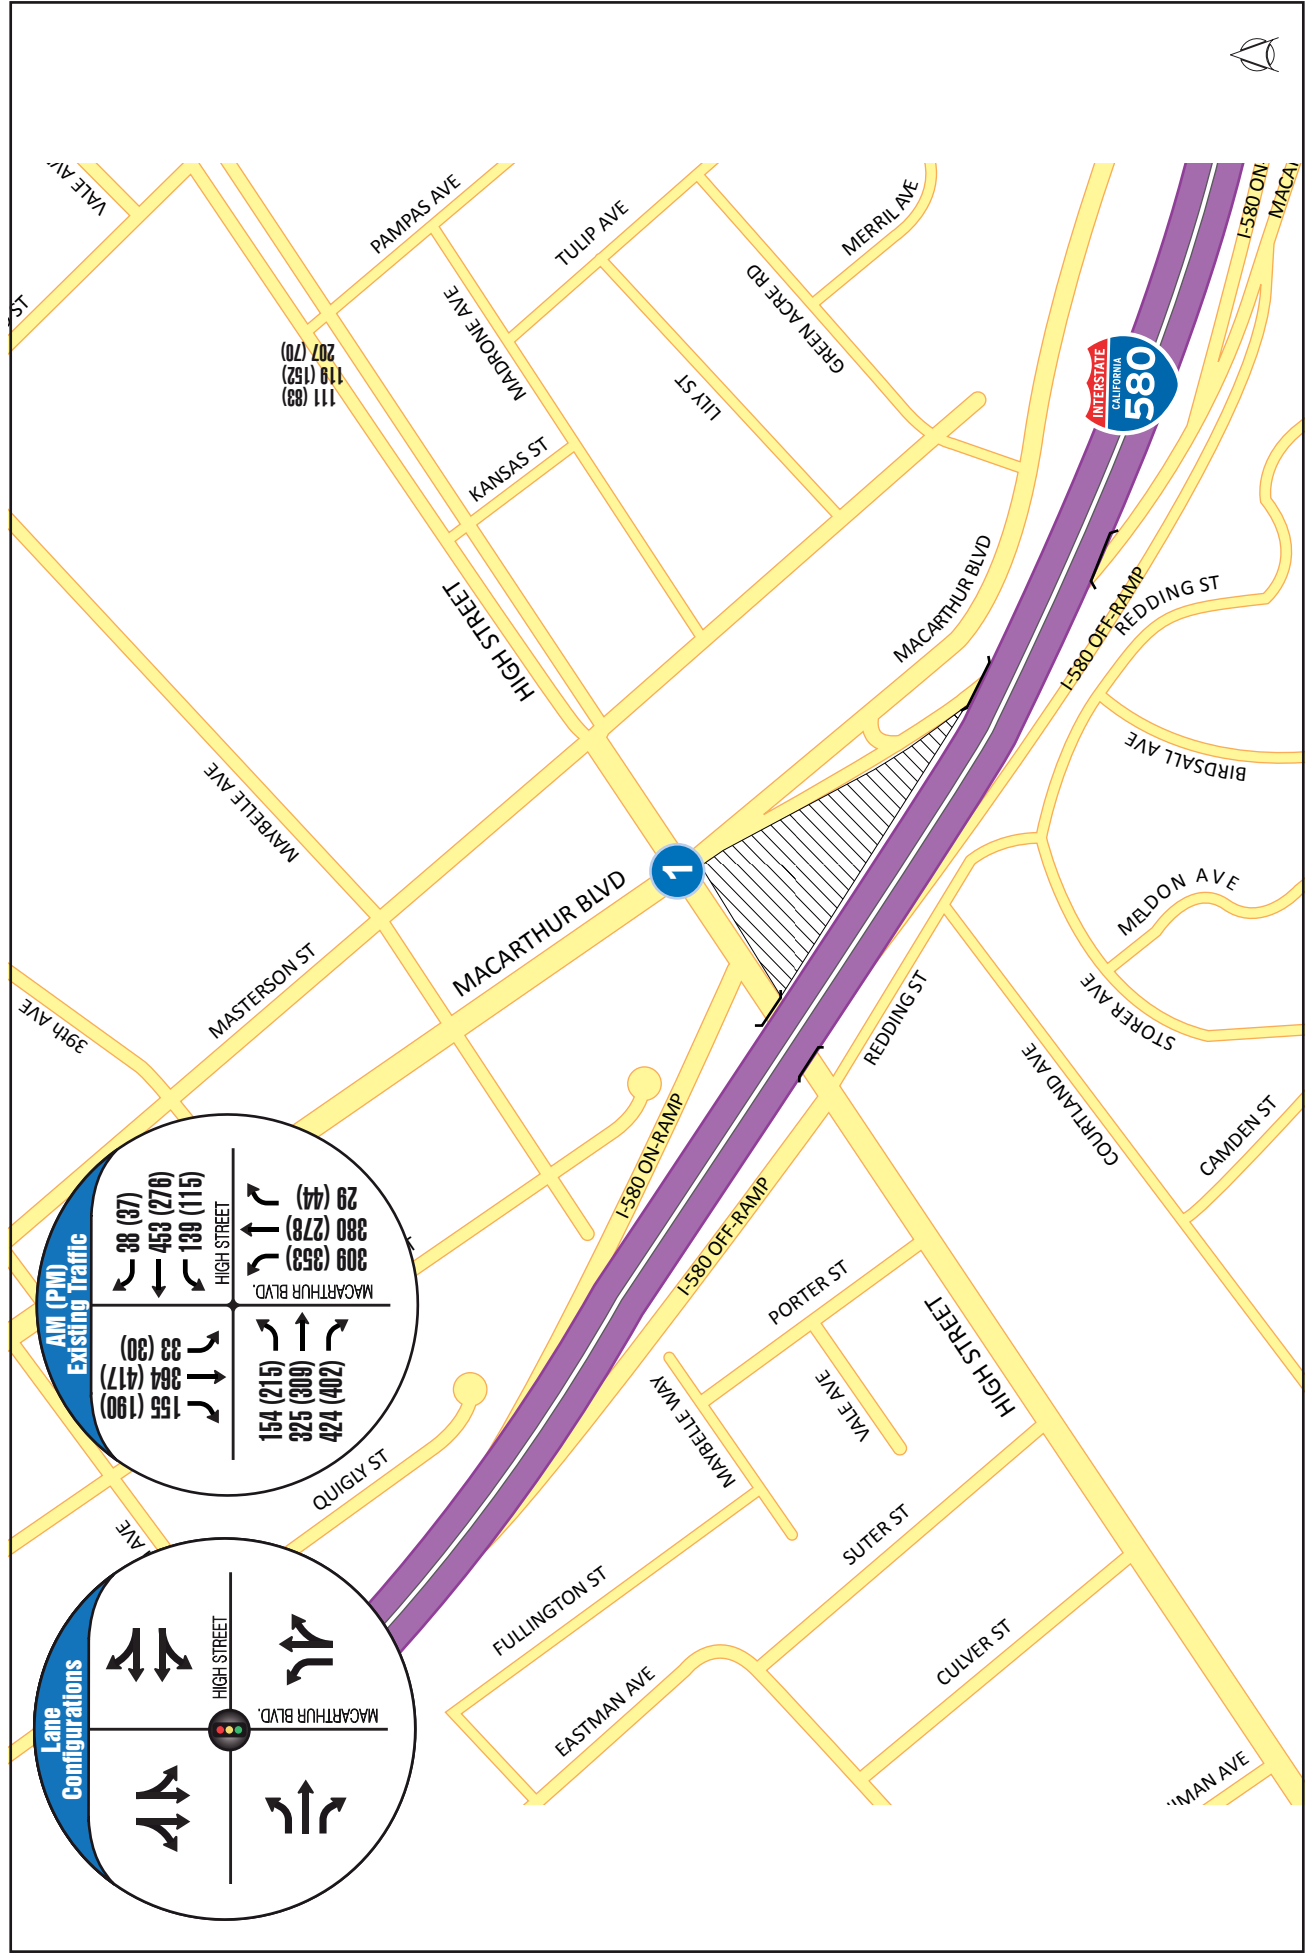 AM (PM)
Existing Traffic
38 (37)
453 (276)
139 (115)
HIGH STREET
29 (44)
380 (278)
309 (353)
MACARTHUR BLVD.
33 (30)
364 (417)
155 (190)
154 (215)
325 (309)
424 (402)
Lane
Configurations
HIGH STREET
MACARTHUR BLVD.
VALE AV
ST
PAMPAS AVE
TULIP AVE
MERRIL AVE
MADRONE AVE
GREEN ACRE RD
LILY ST
KANSAS ST
207 (70)
119 (152)
111 (83)
HIGH STREET
MACARTHUR BLVD
I-580 ON-
MACA
INTERSTATE
CALIFORNIA
580
I-580 OFF-RAMP
REDDING ST
BIRDSALL AVE
MELDON AVE
STORER AVE
COURTLAND AVE
CAMDEN ST
REDDING ST
1
MAYBELLE AVE
MACARTHUR BLVD
MASTERSON ST
39th AVE
I-580 ON-RAMP
I-580 OFF-RAMP
PORTER ST
HIGH STREET
VALE AVE
MAYBELLE WAY
SUTER ST
CULVER ST
QUIGLY ST
AVE
FULLINGTON ST
EASTMAN AVE
MAN AVE